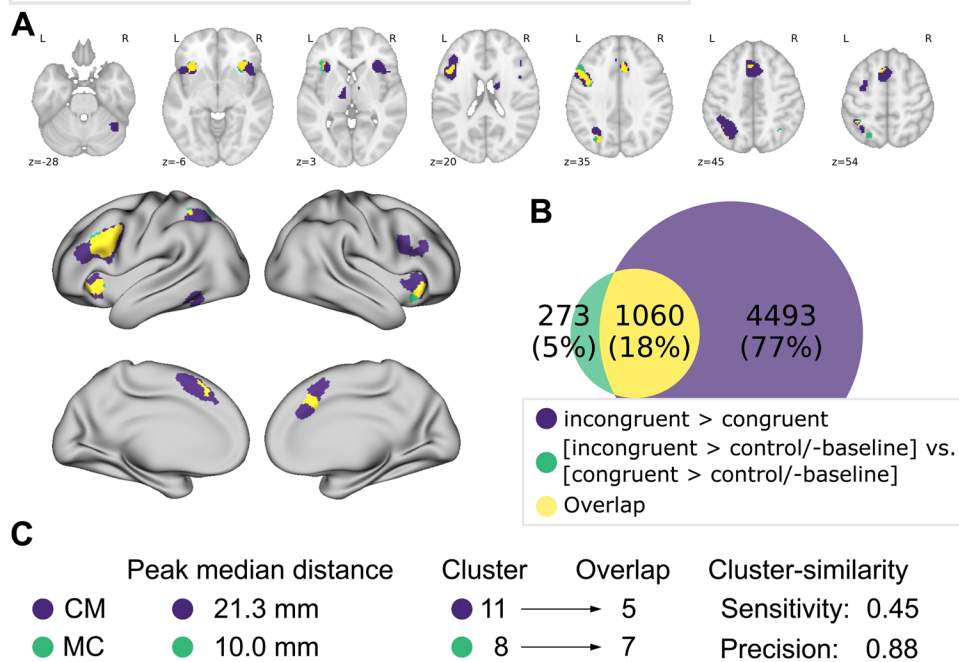 A
L R L R L R L R L R L R L R
z=-28 z=-6 z=3 z=20 z=35 z=45 z=54
B
273 1060 4493
(5%) (18%) (77%)
incongruent > congruent
[incongruent > control/-baseline] vs.
[congruent > control/-baseline]
Overlap
C
Peak median distance Cluster Overlap Cluster-similarity
CM 21.3 mm 11 5 Sensitivity: 0.45
MC 10.0 mm 8 7 Precision: 0.88